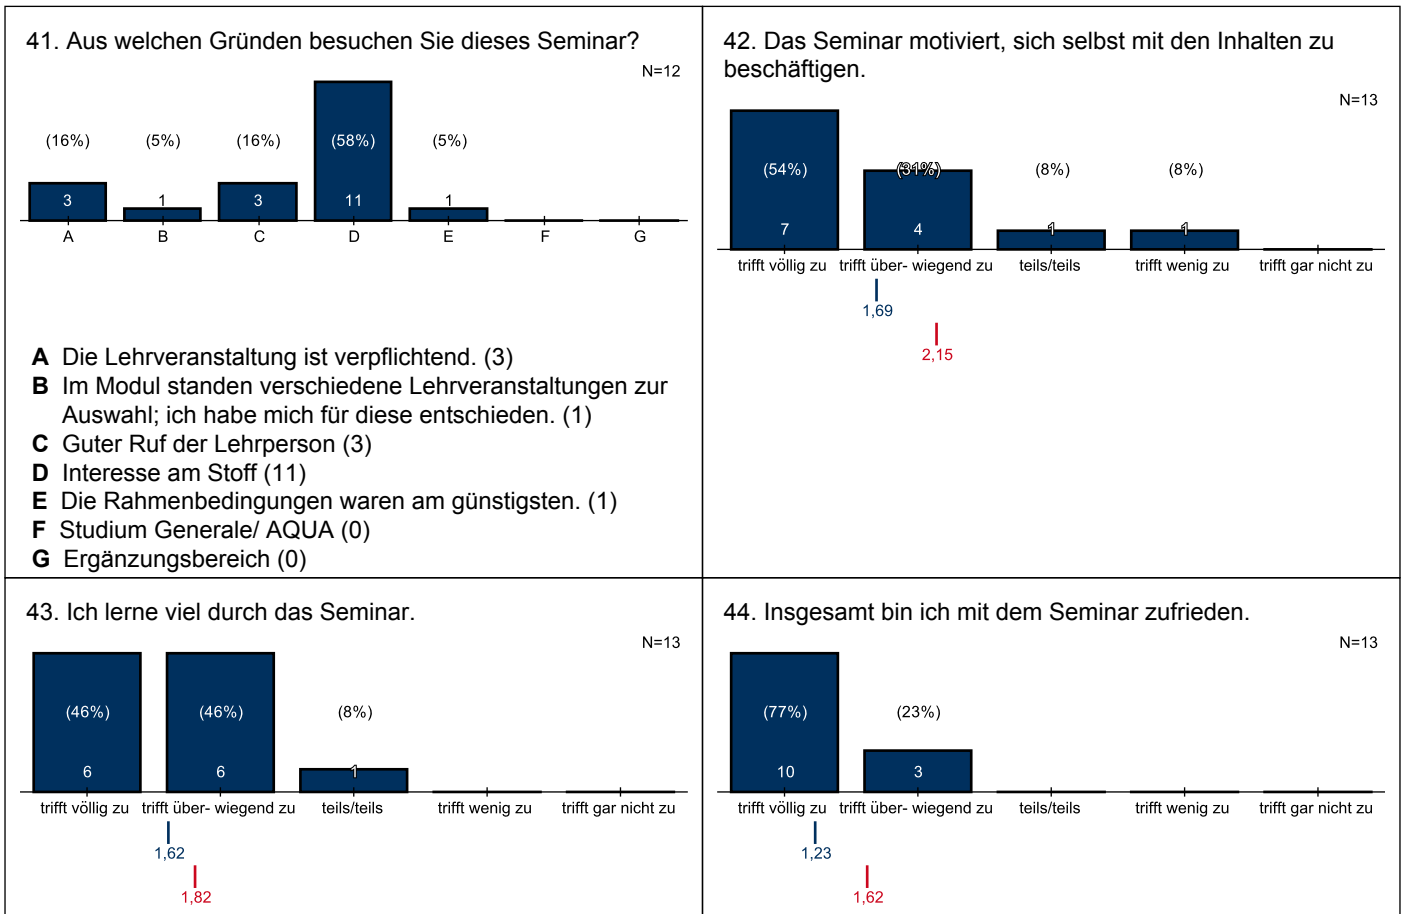 41. Aus welchen Gründen besuchen Sie dieses Seminar?
N=12
(16%) (5%) (16%) (58%) (5%)
3 1 3 11 1
A B C D E F G
A Die Lehrveranstaltung ist verpflichtend. (3)
B Im Modul standen verschiedene Lehrveranstaltungen zur
Auswahl; ich habe mich für diese entschieden. (1)
C Guter Ruf der Lehrperson (3)
D Interesse am Stoff (11)
E Die Rahmenbedingungen waren am günstigsten. (1)
F Studium Generale/ AQUA (0)
G Ergänzungsbereich (0)
42. Das Seminar motiviert, sich selbst mit den Inhalten zu
beschäftigen.
N=13
(54%) (31%) (8%) (8%)
7 4 1 1
trifft völlig zu trifft über- wiegend zu teils/teils trifft wenig zu trifft gar nicht zu
1,69
2,15
43. Ich lerne viel durch das Seminar.
N=13
(46%) (46%) (8%)
6 6 1
trifft völlig zu trifft über- wiegend zu teils/teils trifft wenig zu trifft gar nicht zu
1,62
1,82
44. Insgesamt bin ich mit dem Seminar zufrieden.
N=13
(77%) (23%)
10 3
trifft völlig zu trifft über- wiegend zu teils/teils trifft wenig zu trifft gar nicht zu
1,23
1,62